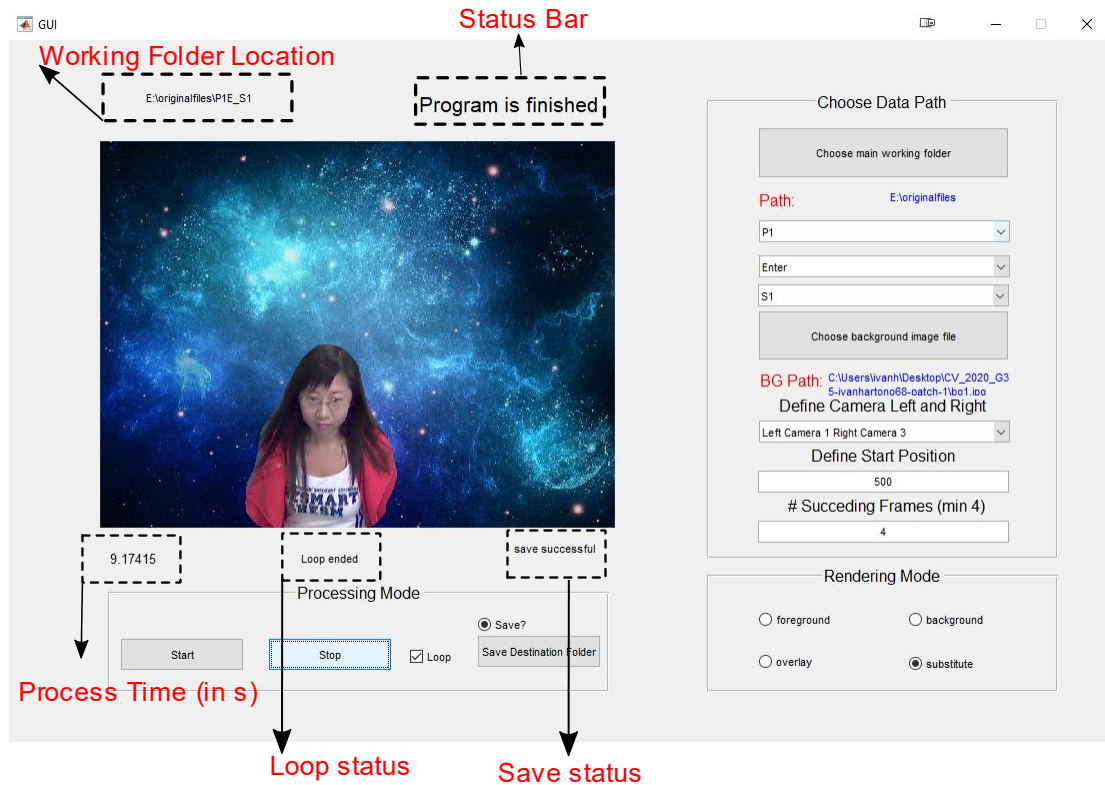 GUI
Status Bar
Working Folder Location
E:\originalfiles\P1E_S1
Program is finished
Choose Data Path
Choose main working folder
Path:
E:\originalfiles
P1
Enter
S1
Choose background image file
BG Path:
C:\Users\ivanh\Desktop\CV_2020_G3
5-ivanhartono68-patch-1\bg1.jpg
Define Camera Left and Right
Left Camera 1 Right Camera 3
Define Start Position
500
# Succeding Frames (min 4)
4
9.17415
Loop ended
save successful
Processing Mode
Save?
Start
Stop
Loop
Save Destination Folder
Rendering Mode
foreground
background
overlay
substitute
Process Time (in s)
Loop status
Save status